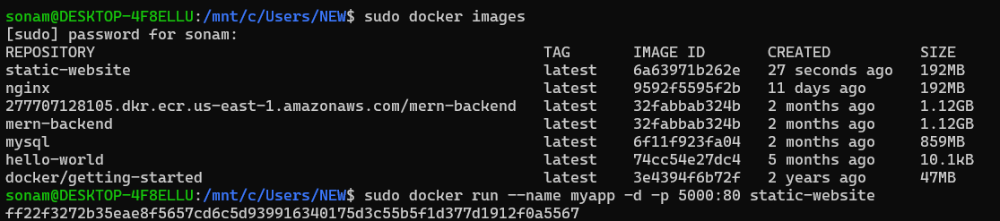 sonam@DESKTOP-4F8ELLU:/mnt/c/Users/NEW$ sudo docker images
[sudo] password for sonam:
REPOSITORY TAG IMAGE ID CREATED SIZE
static-website latest 6a63971b262e 27 seconds ago 192MB
nginx latest 9592f5595f2b 11 days ago 192MB
277707128105.dkr.ecr.us-east-1.amazonaws.com/mern-backend latest 32fabbab324b 2 months ago 1.12GB
mern-backend latest 32fabbab324b 2 months ago 1.12GB
mysql latest 6f11f923fa04 2 months ago 859MB
hello-world latest 74cc54e27dc4 5 months ago 10.1kB
docker/getting-started latest 3e4394f6b72f 2 years ago 47MB
sonam@DESKTOP-4F8ELLU:/mnt/c/Users/NEW$ sudo docker run --name myapp -d -p 5000:80 static-website
ff22f3272b35eae8f5657cd6c5d939916340175d3c55b5f1d377d1912f0a5567